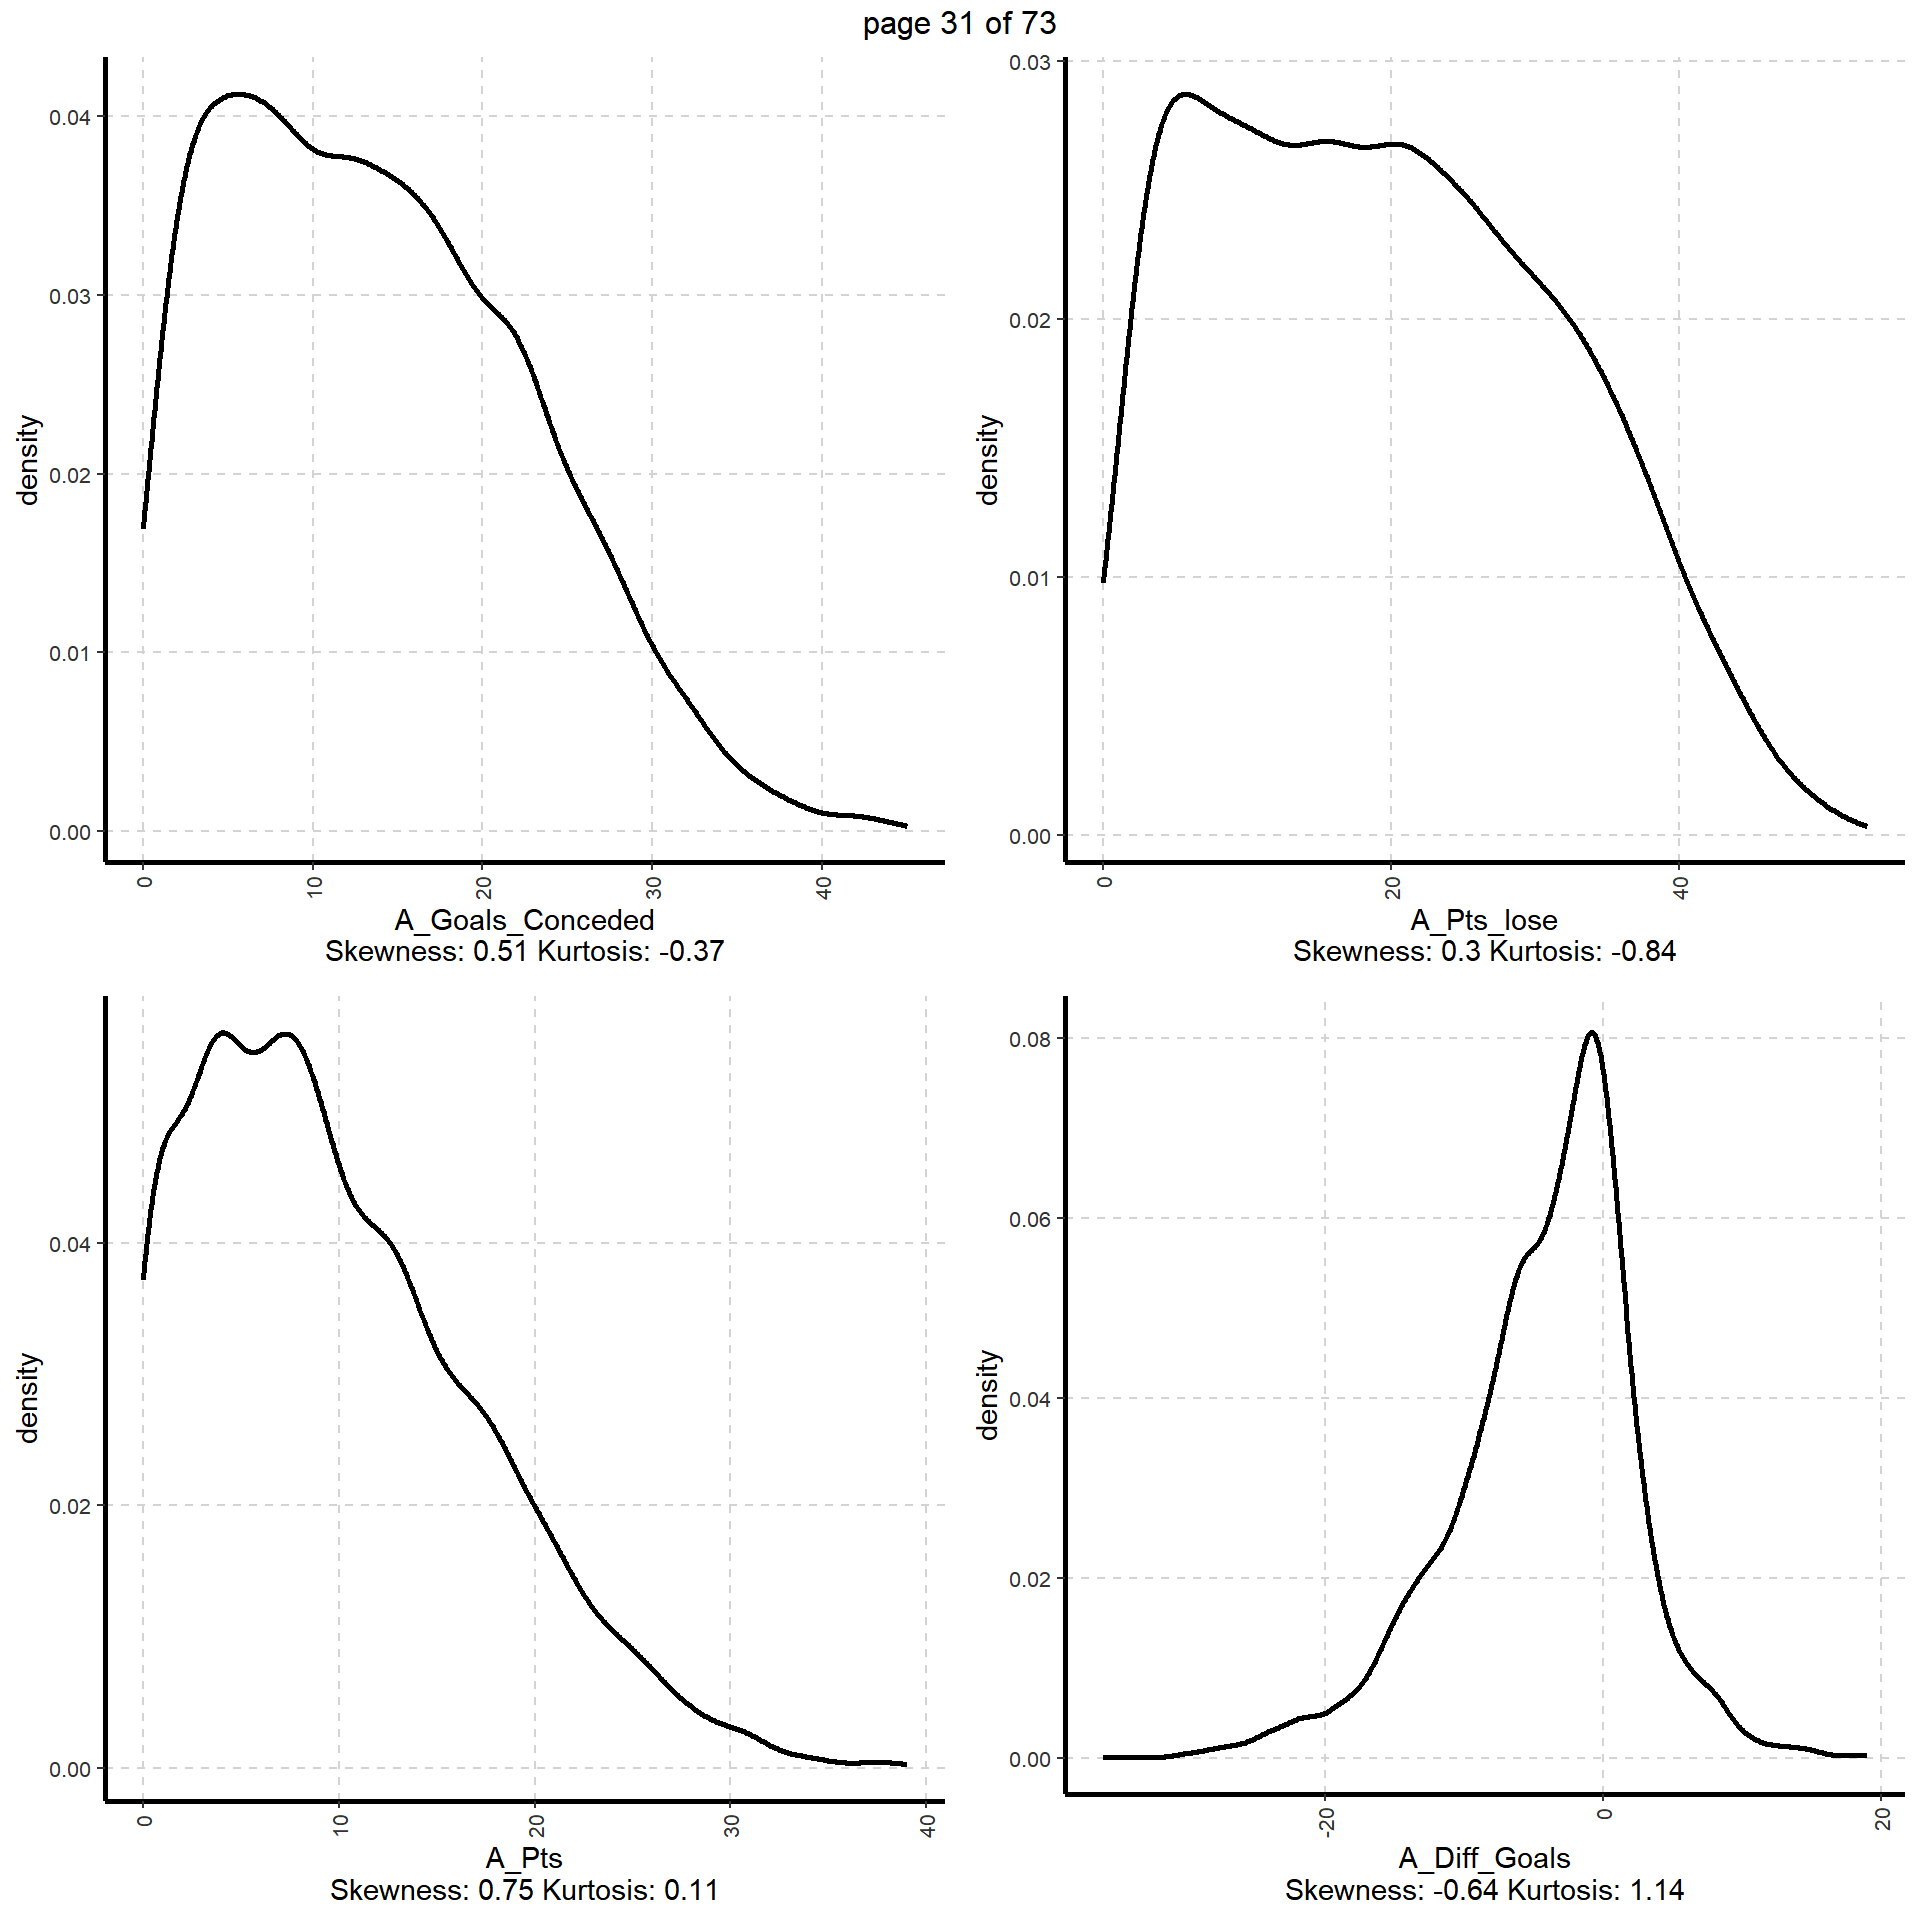 page 31 of 73
density
0.04
0.03
0.02
0.01
0.00
0 10 20 30 40
A_Goals_Conceded
Skewness: 0.51 Kurtosis: -0.37
density
0.03
0.02
0.01
0.00
0 20 40
A_Pts_lose
Skewness: 0.3 Kurtosis: -0.84
density
0.04
0.02
0.00
0 10 20 30 40
A_Pts
Skewness: 0.75 Kurtosis: 0.11
density
0.08
0.06
0.04
0.02
0.00
-20 0 20
A_Diff_Goals
Skewness: -0.64 Kurtosis: 1.14